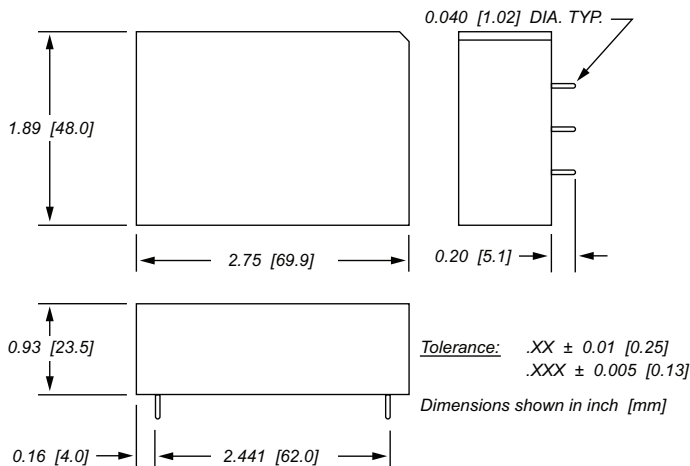 0.040 [1.02] DIA. TYP.
1.89 [48.0]
2.75 [69.9]
0.20 [5.1]
0.93 [23.5]
Tolerance: .XX ± 0.01 [0.25]
.XXX ± 0.005 [0.13]
Dimensions shown in inch [mm]
0.16 [4.0]
2.441 [62.0]